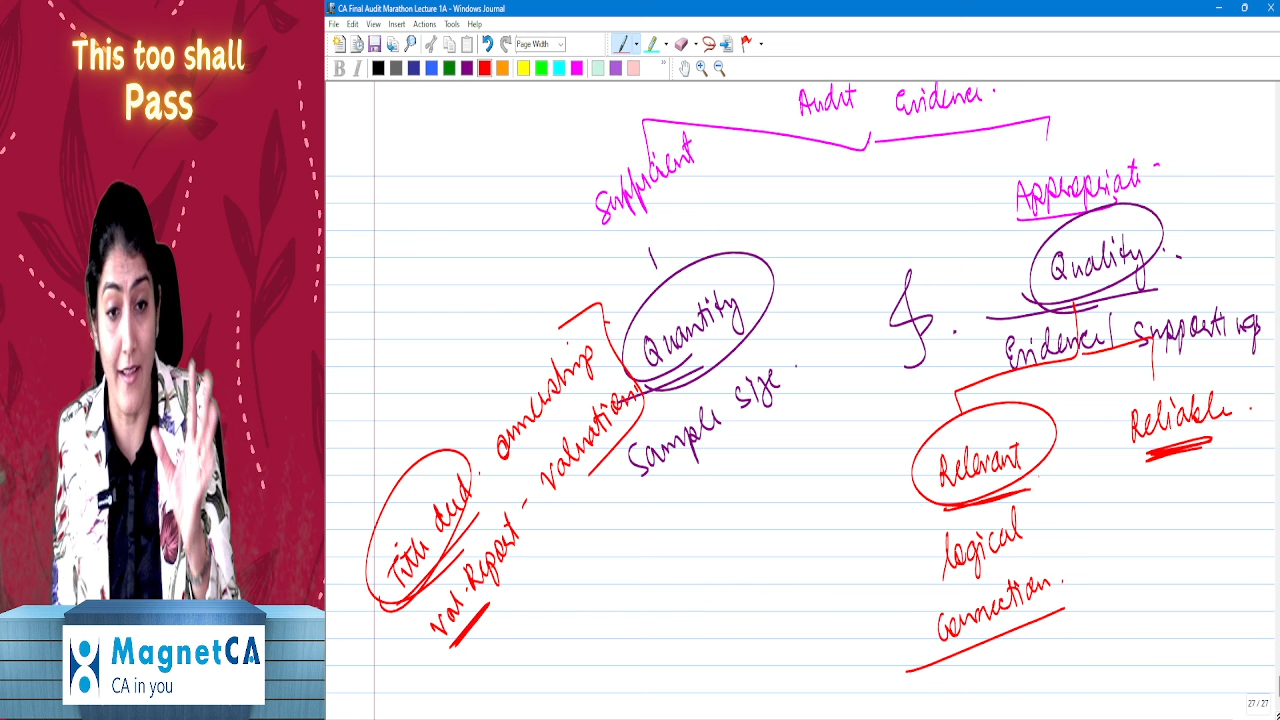 This too shall
Pass
MagnetCA
CA in you
CA Final Audit Marathon Lecture 1A - Windows Journal
File Edit View Insert Actions Tools Help
Page Width
B I
Audit Evidence.
Sufficient
Appropriate
Quantity
Quality
Sample size
Evidence / supporting
Relevant
Reliable
logical
connection.
Title deed. ownership
Val. Report - valuation
27 / 27